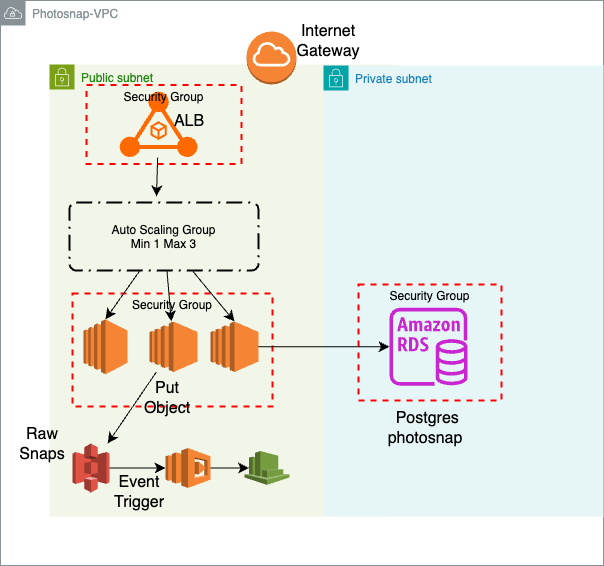 Photosnap-VPC
Internet
Gateway
Public subnet
Private subnet
Security Group
ALB
Auto Scaling Group
Min 1 Max 3
Security Group
Security Group
Amazon
RDS
Put
Object
Postgres
photosnap
Raw
Snaps
Event
Trigger